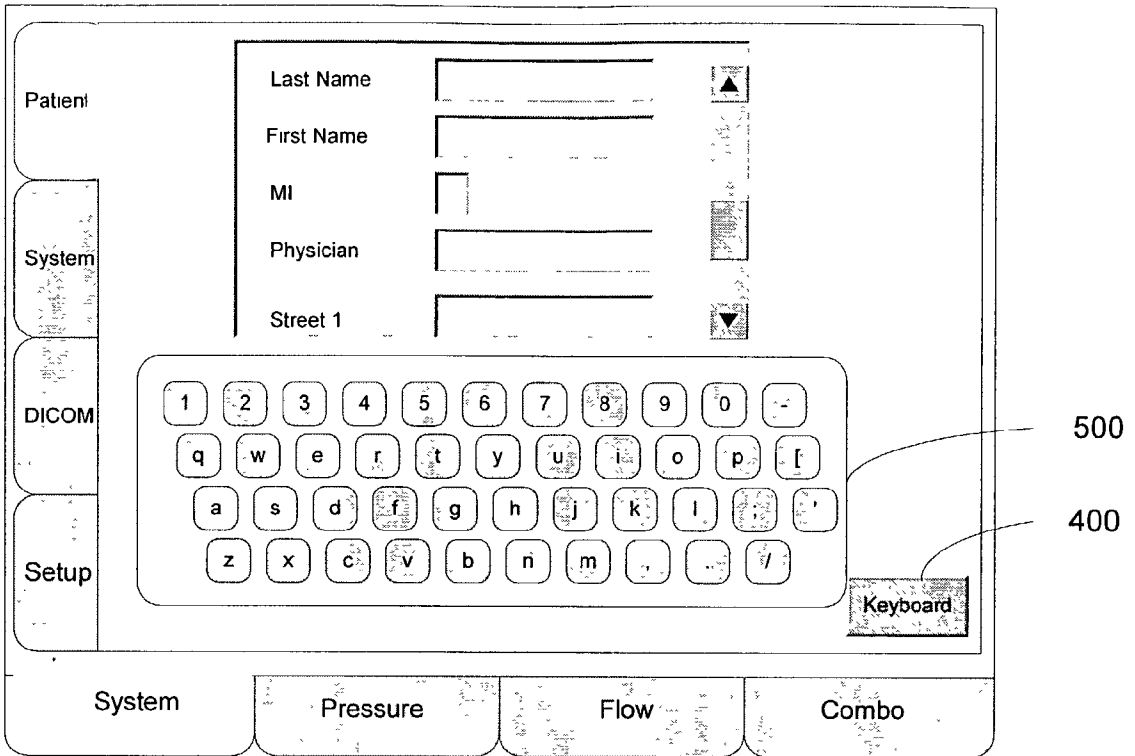 Patient
System
DICOM
Setup
Last Name
First Name
MI
Physician
Street 1
1 2 3 4 5 6 7 8 9 0 -
q w e r t y u i o p [
a s d f g h j k l ; '
z x c v b n m , . /
500
400
Keyboard
System Pressure Flow Combo